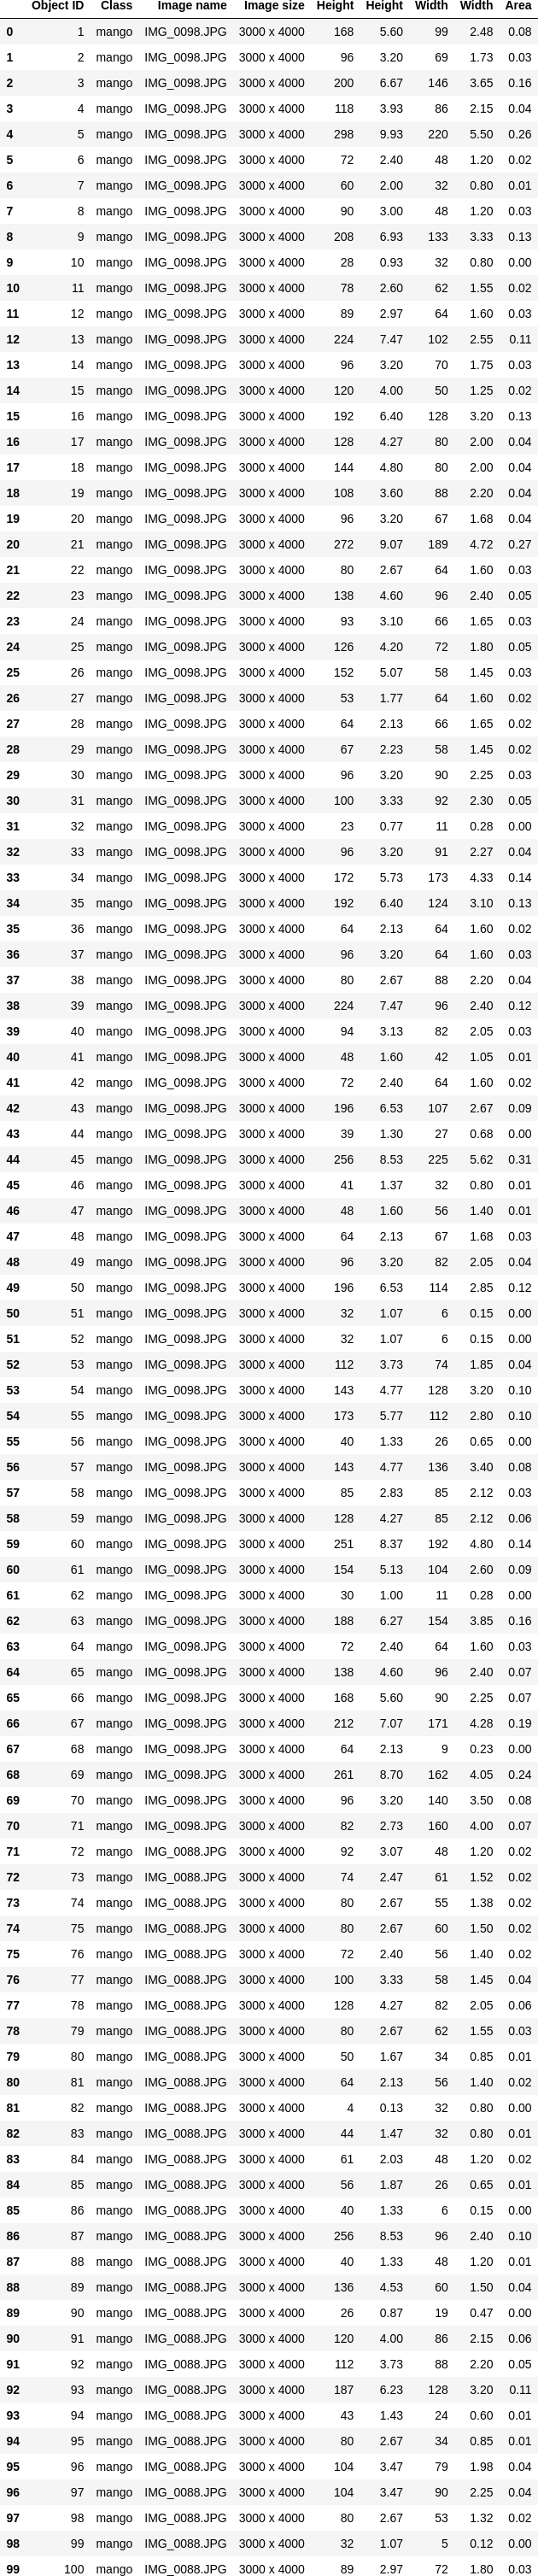 Object ID Class Image name Image size Height Height Width Width Area
0 1 mango IMG_0098.JPG 3000 x 4000 168 5.60 99 2.48 0.08
1 2 mango IMG_0098.JPG 3000 x 4000 96 3.20 69 1.73 0.03
2 3 mango IMG_0098.JPG 3000 x 4000 200 6.67 146 3.65 0.16
3 4 mango IMG_0098.JPG 3000 x 4000 118 3.93 86 2.15 0.04
4 5 mango IMG_0098.JPG 3000 x 4000 298 9.93 220 5.50 0.26
5 6 mango IMG_0098.JPG 3000 x 4000 72 2.40 48 1.20 0.02
6 7 mango IMG_0098.JPG 3000 x 4000 60 2.00 32 0.80 0.01
7 8 mango IMG_0098.JPG 3000 x 4000 90 3.00 48 1.20 0.03
8 9 mango IMG_0098.JPG 3000 x 4000 208 6.93 133 3.33 0.13
9 10 mango IMG_0098.JPG 3000 x 4000 28 0.93 32 0.80 0.00
10 11 mango IMG_0098.JPG 3000 x 4000 78 2.60 62 1.55 0.02
11 12 mango IMG_0098.JPG 3000 x 4000 89 2.97 64 1.60 0.03
12 13 mango IMG_0098.JPG 3000 x 4000 224 7.47 102 2.55 0.11
13 14 mango IMG_0098.JPG 3000 x 4000 96 3.20 70 1.75 0.03
14 15 mango IMG_0098.JPG 3000 x 4000 120 4.00 50 1.25 0.02
15 16 mango IMG_0098.JPG 3000 x 4000 192 6.40 128 3.20 0.13
16 17 mango IMG_0098.JPG 3000 x 4000 128 4.27 80 2.00 0.04
17 18 mango IMG_0098.JPG 3000 x 4000 144 4.80 80 2.00 0.04
18 19 mango IMG_0098.JPG 3000 x 4000 108 3.60 88 2.20 0.04
19 20 mango IMG_0098.JPG 3000 x 4000 96 3.20 67 1.68 0.04
20 21 mango IMG_0098.JPG 3000 x 4000 272 9.07 189 4.72 0.27
21 22 mango IMG_0098.JPG 3000 x 4000 80 2.67 64 1.60 0.03
22 23 mango IMG_0098.JPG 3000 x 4000 138 4.60 96 2.40 0.05
23 24 mango IMG_0098.JPG 3000 x 4000 93 3.10 66 1.65 0.03
24 25 mango IMG_0098.JPG 3000 x 4000 126 4.20 72 1.80 0.05
25 26 mango IMG_0098.JPG 3000 x 4000 152 5.07 58 1.45 0.03
26 27 mango IMG_0098.JPG 3000 x 4000 53 1.77 64 1.60 0.02
27 28 mango IMG_0098.JPG 3000 x 4000 64 2.13 66 1.65 0.02
28 29 mango IMG_0098.JPG 3000 x 4000 67 2.23 58 1.45 0.02
29 30 mango IMG_0098.JPG 3000 x 4000 96 3.20 90 2.25 0.03
30 31 mango IMG_0098.JPG 3000 x 4000 100 3.33 92 2.30 0.05
31 32 mango IMG_0098.JPG 3000 x 4000 23 0.77 11 0.28 0.00
32 33 mango IMG_0098.JPG 3000 x 4000 96 3.20 91 2.27 0.04
33 34 mango IMG_0098.JPG 3000 x 4000 172 5.73 173 4.33 0.14
34 35 mango IMG_0098.JPG 3000 x 4000 192 6.40 124 3.10 0.13
35 36 mango IMG_0098.JPG 3000 x 4000 64 2.13 64 1.60 0.02
36 37 mango IMG_0098.JPG 3000 x 4000 96 3.20 64 1.60 0.03
37 38 mango IMG_0098.JPG 3000 x 4000 80 2.67 88 2.20 0.04
38 39 mango IMG_0098.JPG 3000 x 4000 224 7.47 96 2.40 0.12
39 40 mango IMG_0098.JPG 3000 x 4000 94 3.13 82 2.05 0.03
40 41 mango IMG_0098.JPG 3000 x 4000 48 1.60 42 1.05 0.01
41 42 mango IMG_0098.JPG 3000 x 4000 72 2.40 64 1.60 0.02
42 43 mango IMG_0098.JPG 3000 x 4000 196 6.53 107 2.67 0.09
43 44 mango IMG_0098.JPG 3000 x 4000 39 1.30 27 0.68 0.00
44 45 mango IMG_0098.JPG 3000 x 4000 256 8.53 225 5.62 0.31
45 46 mango IMG_0098.JPG 3000 x 4000 41 1.37 32 0.80 0.01
46 47 mango IMG_0098.JPG 3000 x 4000 48 1.60 56 1.40 0.01
47 48 mango IMG_0098.JPG 3000 x 4000 64 2.13 67 1.68 0.03
48 49 mango IMG_0098.JPG 3000 x 4000 96 3.20 82 2.05 0.04
49 50 mango IMG_0098.JPG 3000 x 4000 196 6.53 114 2.85 0.12
50 51 mango IMG_0098.JPG 3000 x 4000 32 1.07 6 0.15 0.00
51 52 mango IMG_0098.JPG 3000 x 4000 32 1.07 6 0.15 0.00
52 53 mango IMG_0098.JPG 3000 x 4000 112 3.73 74 1.85 0.04
53 54 mango IMG_0098.JPG 3000 x 4000 143 4.77 128 3.20 0.10
54 55 mango IMG_0098.JPG 3000 x 4000 173 5.77 112 2.80 0.10
55 56 mango IMG_0098.JPG 3000 x 4000 40 1.33 26 0.65 0.00
56 57 mango IMG_0098.JPG 3000 x 4000 143 4.77 136 3.40 0.08
57 58 mango IMG_0098.JPG 3000 x 4000 85 2.83 85 2.12 0.03
58 59 mango IMG_0098.JPG 3000 x 4000 128 4.27 85 2.12 0.06
59 60 mango IMG_0098.JPG 3000 x 4000 251 8.37 192 4.80 0.14
60 61 mango IMG_0098.JPG 3000 x 4000 154 5.13 104 2.60 0.09
61 62 mango IMG_0098.JPG 3000 x 4000 30 1.00 11 0.28 0.00
62 63 mango IMG_0098.JPG 3000 x 4000 188 6.27 154 3.85 0.16
63 64 mango IMG_0098.JPG 3000 x 4000 72 2.40 64 1.60 0.03
64 65 mango IMG_0098.JPG 3000 x 4000 138 4.60 96 2.40 0.07
65 66 mango IMG_0098.JPG 3000 x 4000 168 5.60 90 2.25 0.07
66 67 mango IMG_0098.JPG 3000 x 4000 212 7.07 171 4.28 0.19
67 68 mango IMG_0098.JPG 3000 x 4000 64 2.13 9 0.23 0.00
68 69 mango IMG_0098.JPG 3000 x 4000 261 8.70 162 4.05 0.24
69 70 mango IMG_0098.JPG 3000 x 4000 96 3.20 140 3.50 0.08
70 71 mango IMG_0098.JPG 3000 x 4000 82 2.73 160 4.00 0.07
71 72 mango IMG_0088.JPG 3000 x 4000 92 3.07 48 1.20 0.02
72 73 mango IMG_0088.JPG 3000 x 4000 74 2.47 61 1.52 0.02
73 74 mango IMG_0088.JPG 3000 x 4000 80 2.67 55 1.38 0.02
74 75 mango IMG_0088.JPG 3000 x 4000 80 2.67 60 1.50 0.02
75 76 mango IMG_0088.JPG 3000 x 4000 72 2.40 56 1.40 0.02
76 77 mango IMG_0088.JPG 3000 x 4000 100 3.33 58 1.45 0.04
77 78 mango IMG_0088.JPG 3000 x 4000 128 4.27 82 2.05 0.06
78 79 mango IMG_0088.JPG 3000 x 4000 80 2.67 62 1.55 0.03
79 80 mango IMG_0088.JPG 3000 x 4000 50 1.67 34 0.85 0.01
80 81 mango IMG_0088.JPG 3000 x 4000 64 2.13 56 1.40 0.02
81 82 mango IMG_0088.JPG 3000 x 4000 4 0.13 32 0.80 0.00
82 83 mango IMG_0088.JPG 3000 x 4000 44 1.47 32 0.80 0.01
83 84 mango IMG_0088.JPG 3000 x 4000 61 2.03 48 1.20 0.02
84 85 mango IMG_0088.JPG 3000 x 4000 56 1.87 26 0.65 0.01
85 86 mango IMG_0088.JPG 3000 x 4000 40 1.33 6 0.15 0.00
86 87 mango IMG_0088.JPG 3000 x 4000 256 8.53 96 2.40 0.10
87 88 mango IMG_0088.JPG 3000 x 4000 40 1.33 48 1.20 0.01
88 89 mango IMG_0088.JPG 3000 x 4000 136 4.53 60 1.50 0.04
89 90 mango IMG_0088.JPG 3000 x 4000 26 0.87 19 0.47 0.00
90 91 mango IMG_0088.JPG 3000 x 4000 120 4.00 86 2.15 0.06
91 92 mango IMG_0088.JPG 3000 x 4000 112 3.73 88 2.20 0.05
92 93 mango IMG_0088.JPG 3000 x 4000 187 6.23 128 3.20 0.11
93 94 mango IMG_0088.JPG 3000 x 4000 43 1.43 24 0.60 0.01
94 95 mango IMG_0088.JPG 3000 x 4000 80 2.67 34 0.85 0.01
95 96 mango IMG_0088.JPG 3000 x 4000 104 3.47 79 1.98 0.04
96 97 mango IMG_0088.JPG 3000 x 4000 104 3.47 90 2.25 0.04
97 98 mango IMG_0088.JPG 3000 x 4000 80 2.67 53 1.32 0.02
98 99 mango IMG_0088.JPG 3000 x 4000 32 1.07 5 0.12 0.00
99 100 mango IMG_0088.JPG 3000 x 4000 89 2.97 72 1.80 0.03